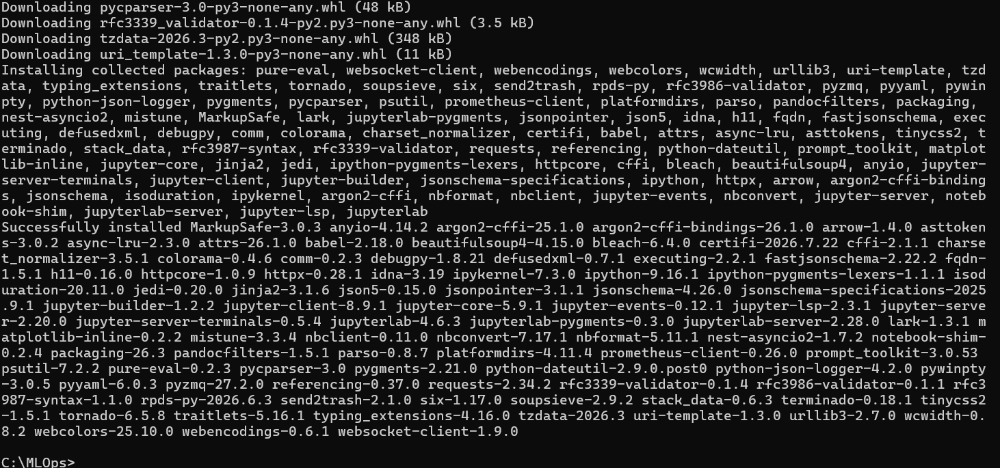 Downloading pycparser-3.0-py3-none-any.whl (48 kB)
Downloading rfc3339_validator-0.1.4-py2.py3-none-any.whl (3.5 kB)
Downloading tzdata-2026.3-py2.py3-none-any.whl (348 kB)
Downloading uri_template-1.3.0-py3-none-any.whl (11 kB)
Installing collected packages: pure-eval, websocket-client, webencodings, webcolors, wcwidth, urllib3, uri-template, tzd
ata, typing_extensions, traitlets, tornado, soupsieve, six, send2trash, rpds-py, rfc3986-validator, pyzmq, pyyaml, pywin
pty, python-json-logger, pygments, pycparser, psutil, prometheus-client, platformdirs, parso, pandocfilters, packaging,
nest-asyncio2, mistune, MarkupSafe, lark, jupyterlab-pygments, jsonpointer, json5, idna, h11, fqdn, fastjsonschema, exec
uting, defusedxml, debugpy, comm, colorama, charset_normalizer, certifi, babel, attrs, async-lru, asttokens, tinycss2, t
erminado, stack_data, rfc3987-syntax, rfc3339-validator, requests, referencing, python-dateutil, prompt_toolkit, matplot
lib-inline, jupyter-core, jinja2, jedi, ipython-pygments-lexers, httpcore, cffi, bleach, beautifulsoup4, anyio, jupyter-
server-terminals, jupyter-client, jupyter-builder, jsonschema-specifications, ipython, httpx, arrow, argon2-cffi-binding
s, jsonschema, isoduration, ipykernel, argon2-cffi, nbformat, nbclient, jupyter-events, nbconvert, jupyter-server, noteb
ook-shim, jupyterlab-server, jupyter-lsp, jupyterlab
Successfully installed MarkupSafe-3.0.3 anyio-4.14.2 argon2-cffi-25.1.0 argon2-cffi-bindings-26.1.0 arrow-1.4.0 asttoken
s-3.0.2 async-lru-2.3.0 attrs-26.1.0 babel-2.18.0 beautifulsoup4-4.15.0 bleach-6.4.0 certifi-2026.7.22 cffi-2.1.1 charse
t_normalizer-3.5.1 colorama-0.4.6 comm-0.2.3 debugpy-1.8.21 defusedxml-0.7.1 executing-2.2.1 fastjsonschema-2.22.2 fqdn-
1.5.1 h11-0.16.0 httpcore-1.0.9 httpx-0.28.1 idna-3.19 ipykernel-7.3.0 ipython-9.16.1 ipython-pygments-lexers-1.1.1 isod
uration-20.11.0 jedi-0.20.0 jinja2-3.1.6 json5-0.15.0 jsonpointer-3.1.1 jsonschema-4.26.0 jsonschema-specifications-2025
.9.1 jupyter-builder-1.2.2 jupyter-client-8.9.1 jupyter-core-5.9.1 jupyter-events-0.12.1 jupyter-lsp-2.3.1 jupyter-serve
r-2.20.0 jupyter-server-terminals-0.5.4 jupyterlab-4.6.3 jupyterlab-pygments-0.3.0 jupyterlab-server-2.28.0 lark-1.3.1 m
atplotlib-inline-0.2.2 mistune-3.3.4 nbclient-0.11.0 nbconvert-7.17.1 nbformat-5.11.1 nest-asyncio2-1.7.2 notebook-shim-
0.2.4 packaging-26.3 pandocfilters-1.5.1 parso-0.8.7 platformdirs-4.11.4 prometheus-client-0.26.0 prompt_toolkit-3.0.53
psutil-7.2.2 pure-eval-0.2.3 pycparser-3.0 pygments-2.21.0 python-dateutil-2.9.0.post0 python-json-logger-4.2.0 pywinpty
-3.0.5 pyyaml-6.0.3 pyzmq-27.2.0 referencing-0.37.0 requests-2.34.2 rfc3339-validator-0.1.4 rfc3986-validator-0.1.1 rfc3
987-syntax-1.1.0 rpds-py-2026.6.3 send2trash-2.1.0 six-1.17.0 soupsieve-2.9.2 stack_data-0.6.3 terminado-0.18.1 tinycss2
-1.5.1 tornado-6.5.8 traitlets-5.16.1 typing_extensions-4.16.0 tzdata-2026.3 uri-template-1.3.0 urllib3-2.7.0 wcwidth-0.
8.2 webcolors-25.10.0 webencodings-0.6.1 websocket-client-1.9.0
C:\MLOps>